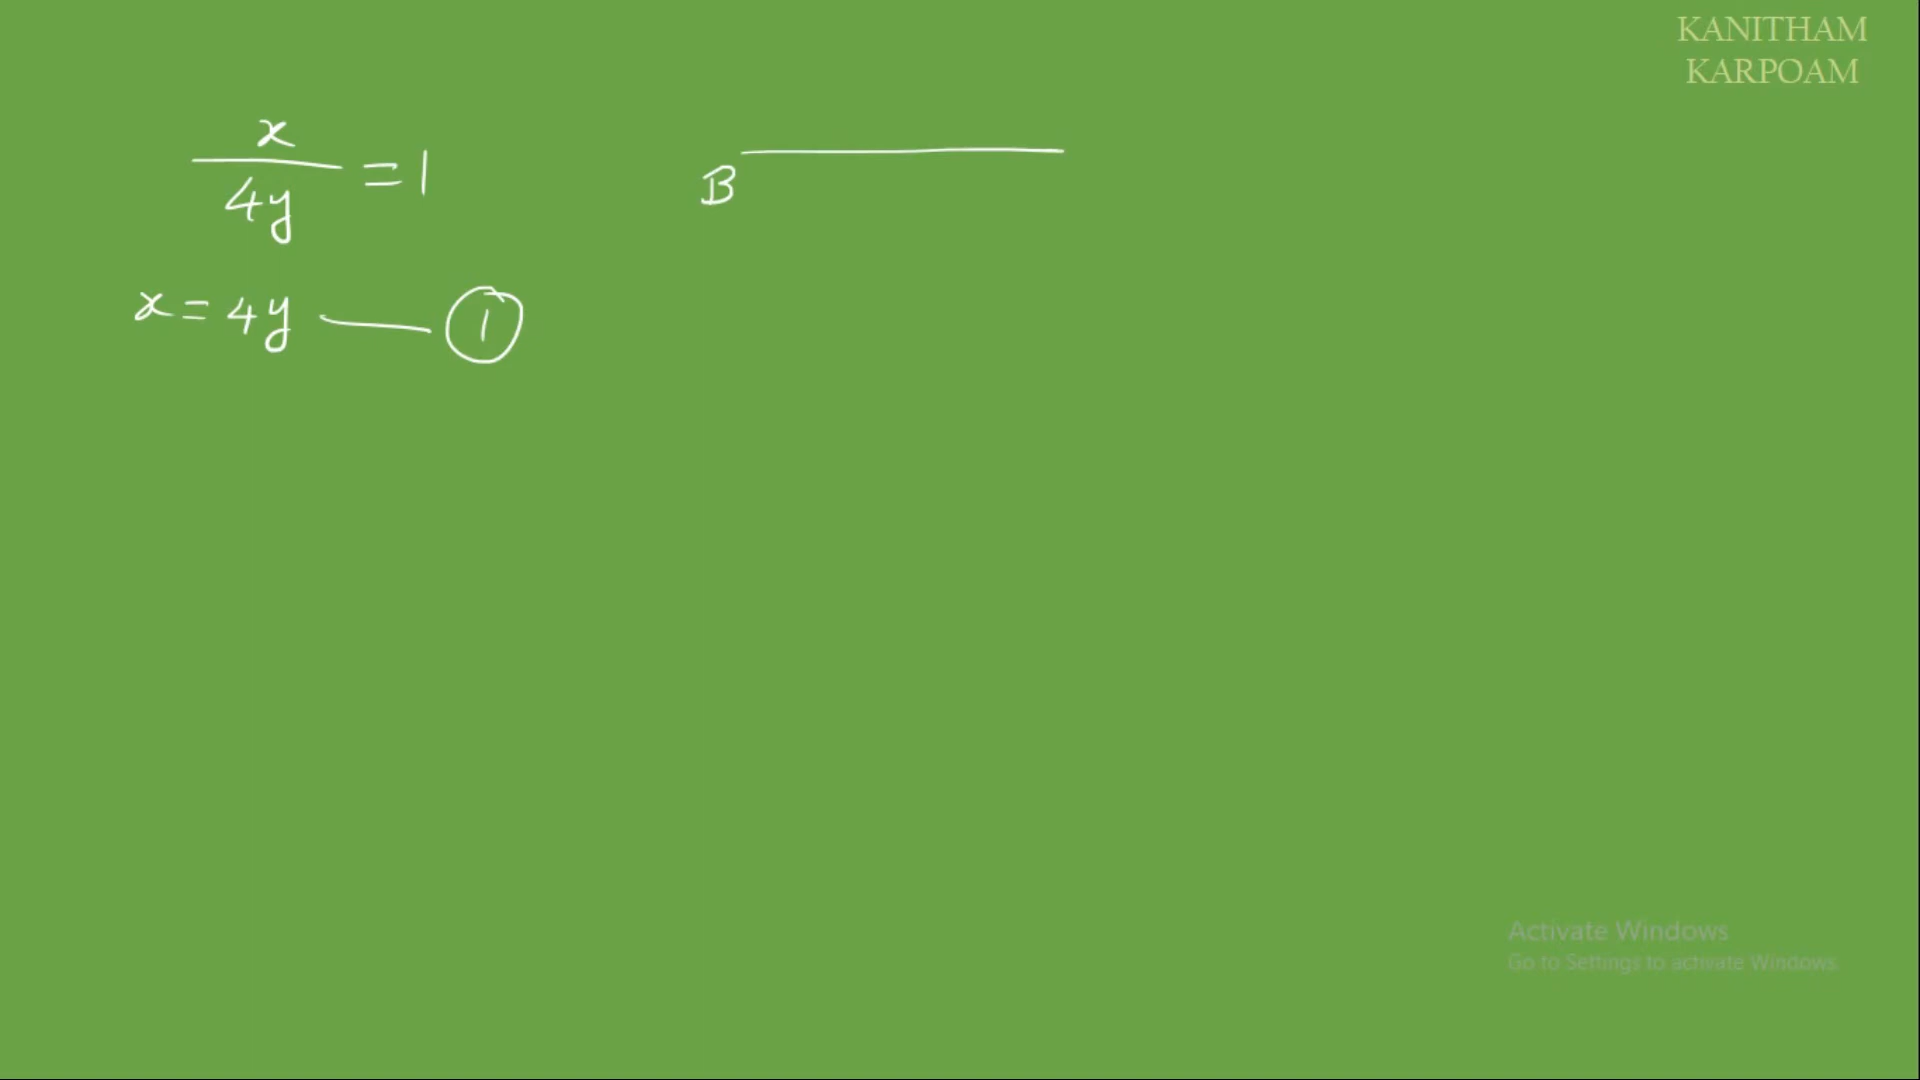 KANITHAM
KARPOAM
x/4y = 1
B
x = 4y — ①
Activate Windows
Go to Settings to activate Windows.